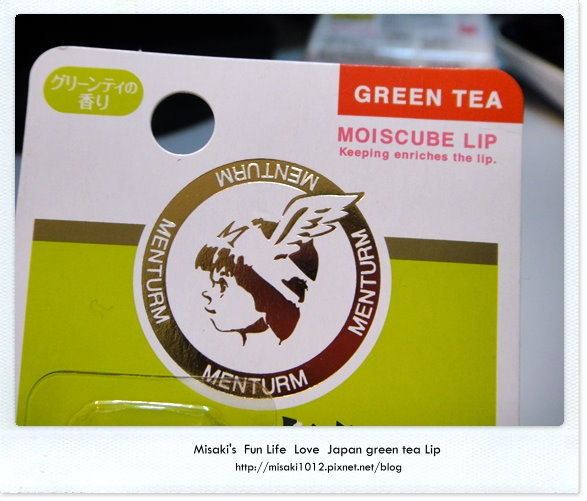 グリーンティの
香り
GREEN TEA
MOISCUBE LIP
Keeping enriches the lip.
MENTURM
MENTURM
MENTURM
MENTURM
Misaki's Fun Life Love Japan green tea Lip
http://misaki1012.pixnet.net/blog